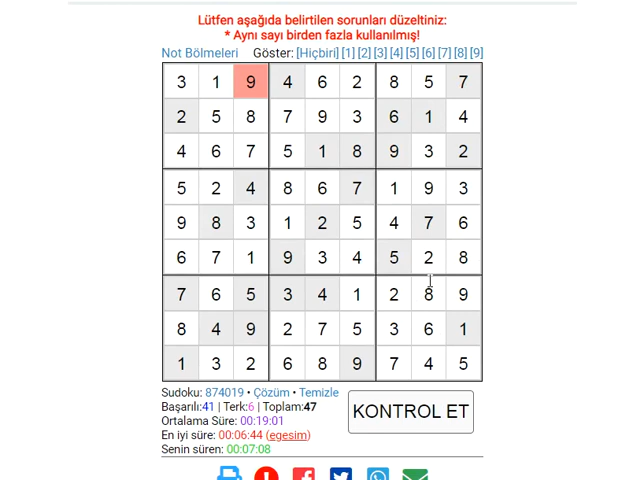 Lütfen aşağıda belirtilen sorunları düzeltiniz:
* Aynı sayı birden fazla kullanılmış!
Not Bölmeleri Göster: [Hiçbiri] [1] [2] [3] [4] [5] [6] [7] [8] [9]
3 1 9 4 6 2 8 5 7
2 5 8 7 9 3 6 1 4
4 6 7 5 1 8 9 3 2
5 2 4 8 6 7 1 9 3
9 8 3 1 2 5 4 7 6
6 7 1 9 3 4 5 2 8
7 6 5 3 4 1 2 8 9
8 4 9 2 7 5 3 6 1
1 3 2 6 8 9 7 4 5
Sudoku: 874019 • Çözüm • Temizle
Başarılı:41 | Terk:6 | Toplam:47
Ortalama Süre: 00:19:01
En iyi süre: 00:06:44 (egesim)
Senin süren: 00:07:08
KONTROL ET